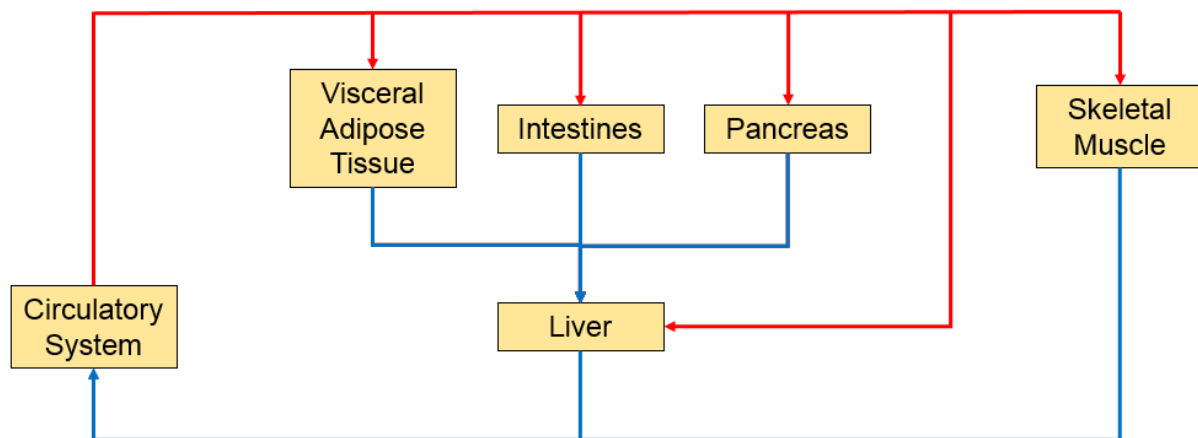 Visceral
Adipose
Tissue
Intestines
Pancreas
Skeletal
Muscle
Circulatory
System
Liver